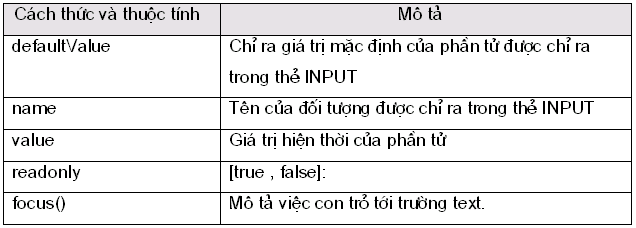 Cách thức và thuộc tính Mô tả
defaultValue Chỉ ra giá trị mặc định của phần tử được chỉ ra
trong thẻ INPUT
name Tên của đối tượng được chỉ ra trong thẻ INPUT
value Giá trị hiện thời của phần tử
readonly [true , false]:
focus() Mô tả việc con trỏ tới trường text.